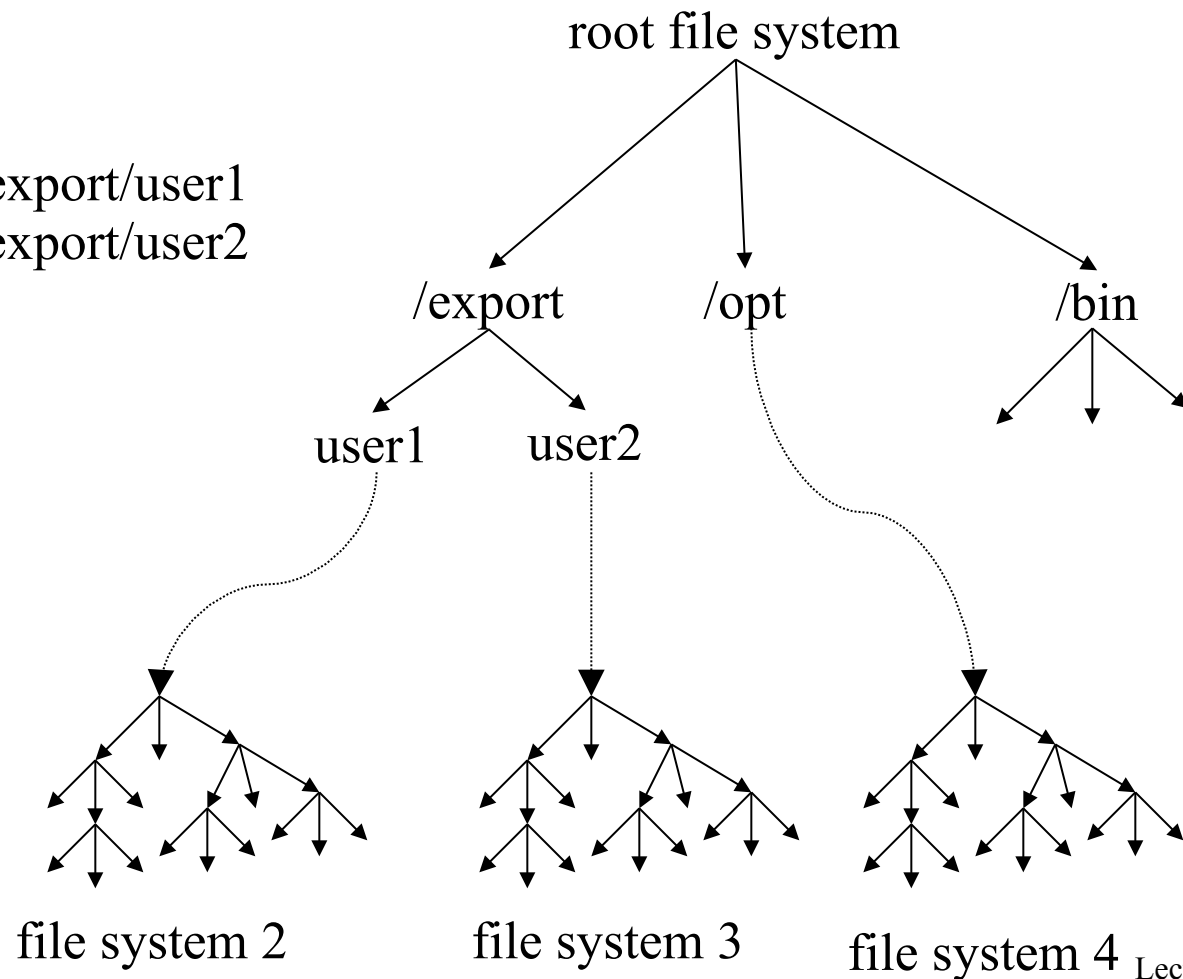 root file system
export/user1
export/user2
/export /opt /bin
user1 user2
file system 2 file system 3 file system 4
Lec